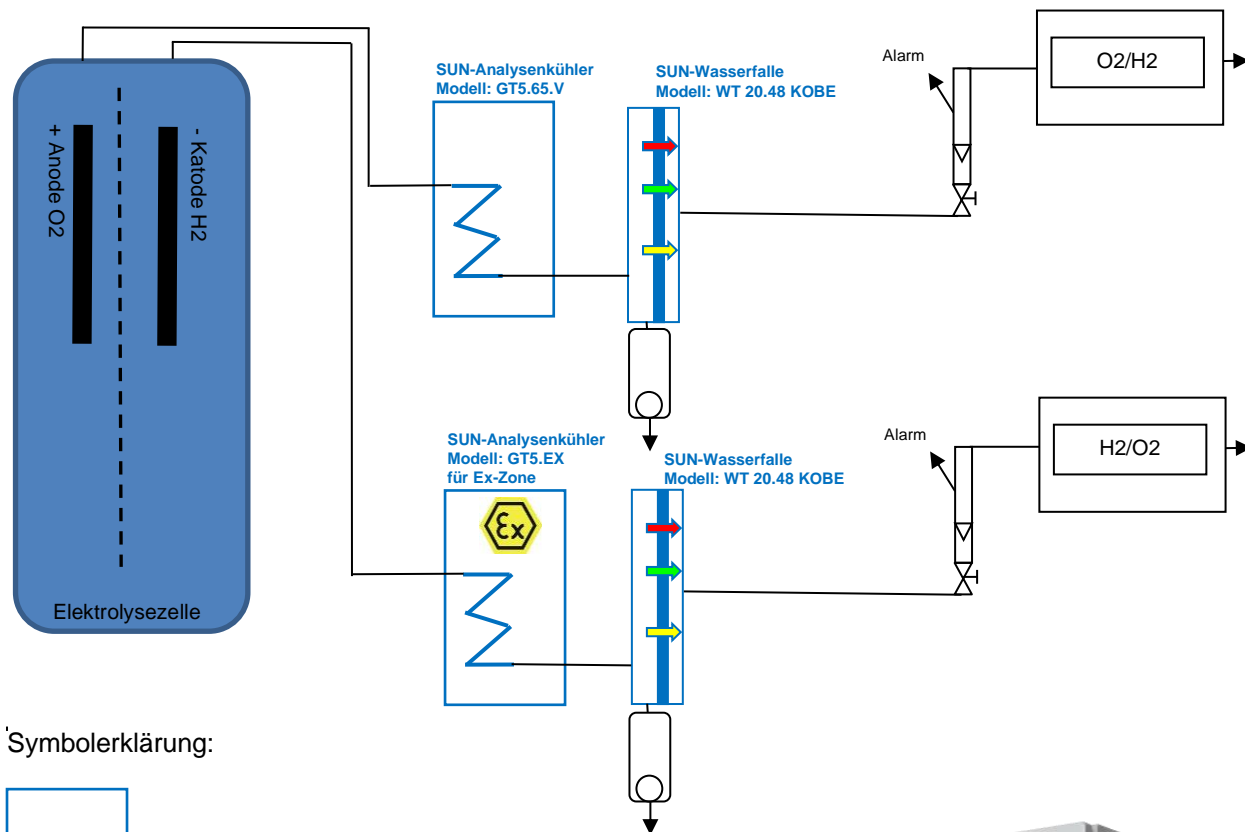 SUN-Analysenkühler
Modell: GT5.65.V
SUN-Wasserfalle
Modell: WT 20.48 KOBE
Alarm
O2/H2
+ Anode O2
- Katode H2
Elektrolysezelle
SUN-Analysenkühler
Modell: GT5.EX
für Ex-Zone
Ex
SUN-Wasserfalle
Modell: WT 20.48 KOBE
Alarm
H2/O2
Symbolerklärung: